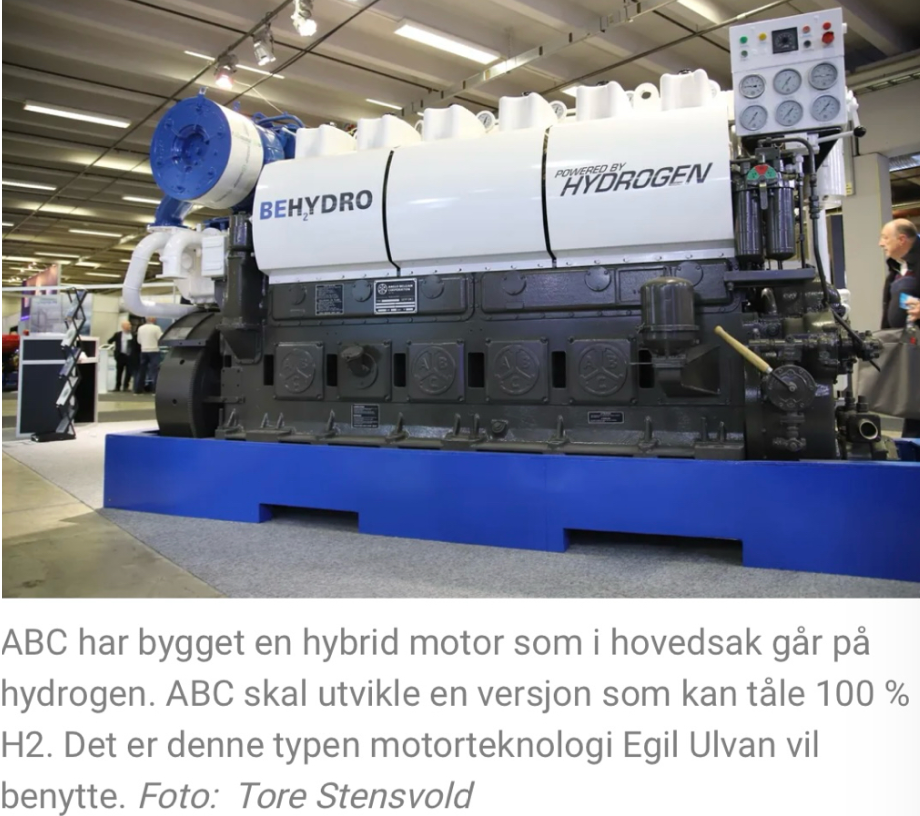 BEH2YDRO
POWERED BY
HYDROGEN
ABC har bygget en hybrid motor som i hovedsak går på
hydrogen. ABC skal utvikle en versjon som kan tåle 100 %
H2. Det er denne typen motorteknologi Egil Ulvan vil
benytte. Foto: Tore Stensvold